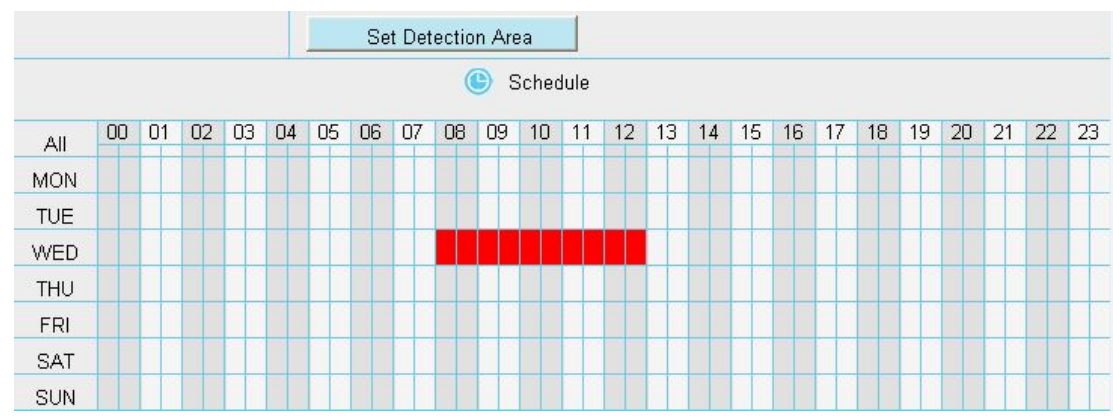 Set Detection Area
Schedule
All 00 01 02 03 04 05 06 07 08 09 10 11 12 13 14 15 16 17 18 19 20 21 22 23
MON
TUE
WED
THU
FRI
SAT
SUN